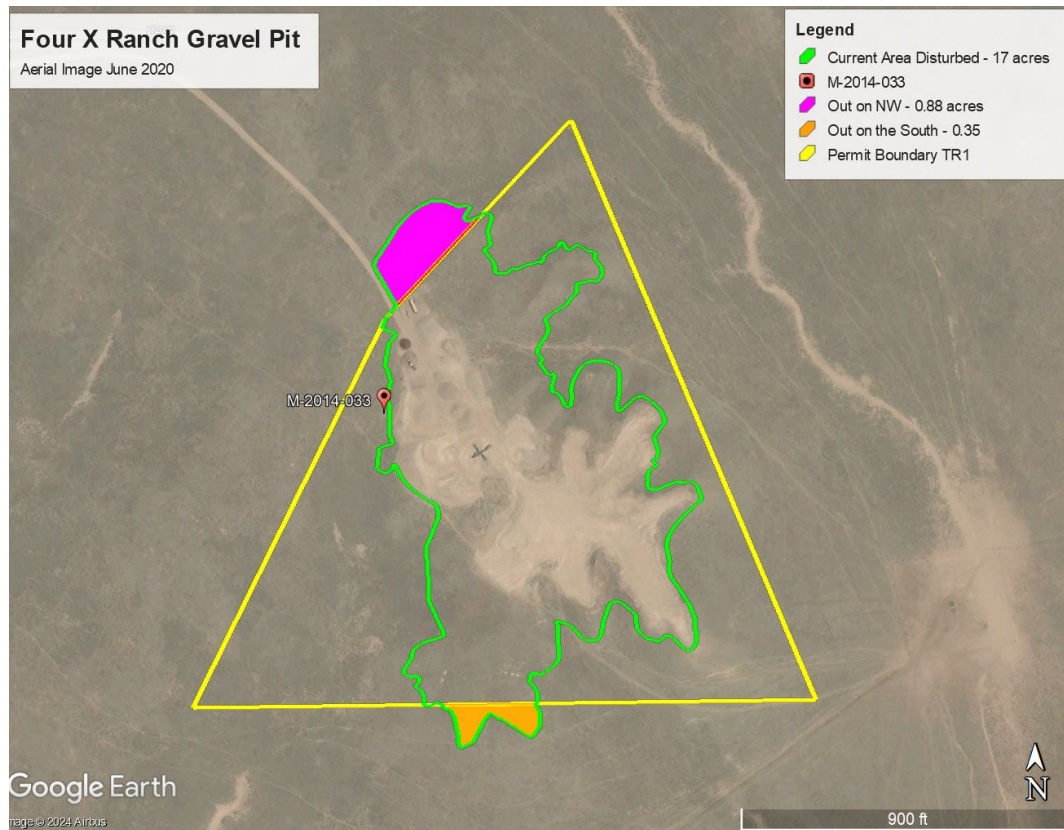 Four X Ranch Gravel Pit
Aerial Image June 2020
Legend
Current Area Disturbed - 17 acres
M-2014-033
Out on NW - 0.88 acres
Out on the South - 0.35
Permit Boundary TR1
M-2014-033
Google Earth
mage © 2024 Airbus
N
900 ft